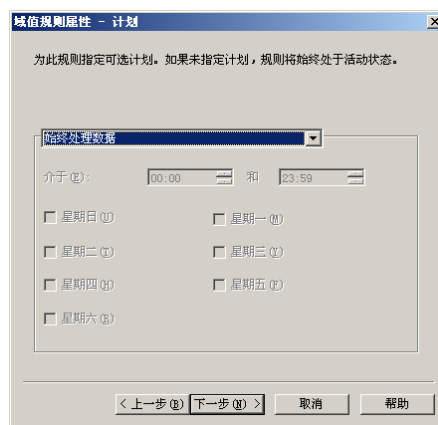 域值规则属性 - 计划
为此规则指定可选计划。如果未指定计划，规则将始终处于活动状态。
始终处理数据
介于(E): 00:00 和 23:59
星期日(U) 星期一(M)
星期二(T) 星期三(Y)
星期四(H) 星期五(F)
星期六(R)
< 上一步(B) 下一步(N) > 取消 帮助